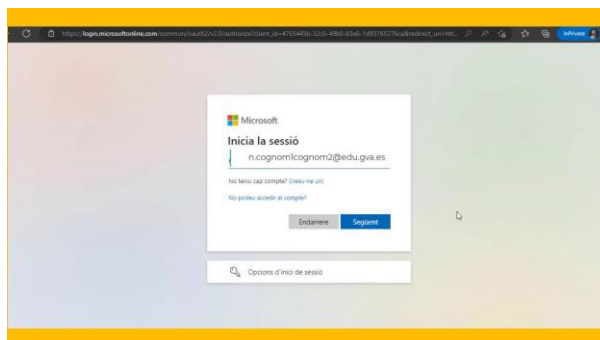 https://login.microsoftonline.com/common/oauth2/v2.0/authorize?client_id=4765445b-32c6-49b0-83e6-1d93765276ca&redirect_uri=htt... InPrivate
Microsoft
Inicia la sessió
n.cognom1cognom2@edu.gva.es
No teniu cap compte? Creeu-ne un!
No podeu accedir al compte?
Endarrere Següent
Opcions d'inici de sessió